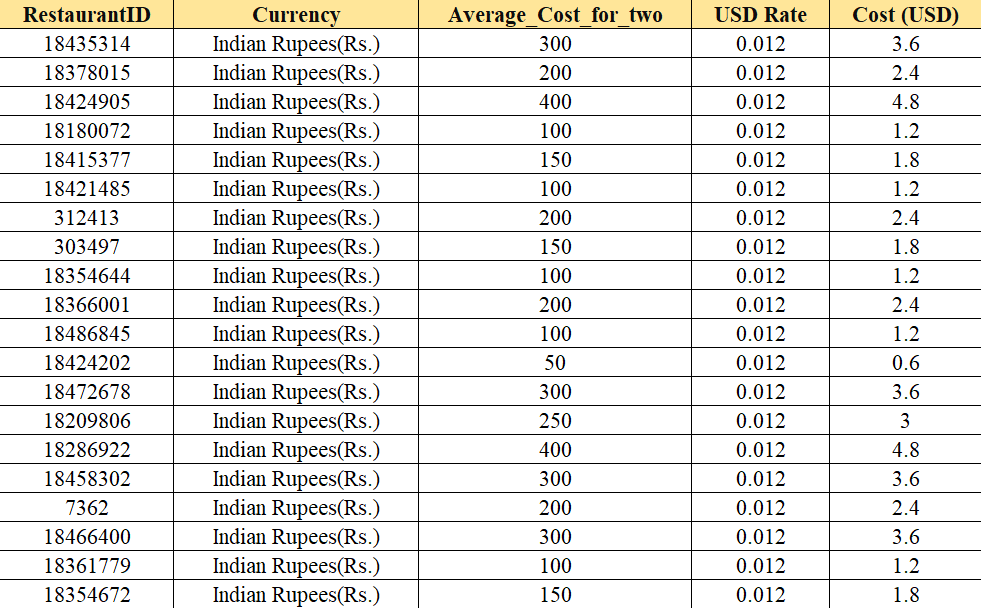 RestaurantID Currency Average_Cost_for_two USD Rate Cost (USD)
18435314 Indian Rupees(Rs.) 300 0.012 3.6
18378015 Indian Rupees(Rs.) 200 0.012 2.4
18424905 Indian Rupees(Rs.) 400 0.012 4.8
18180072 Indian Rupees(Rs.) 100 0.012 1.2
18415377 Indian Rupees(Rs.) 150 0.012 1.8
18421485 Indian Rupees(Rs.) 100 0.012 1.2
312413 Indian Rupees(Rs.) 200 0.012 2.4
303497 Indian Rupees(Rs.) 150 0.012 1.8
18354644 Indian Rupees(Rs.) 100 0.012 1.2
18366001 Indian Rupees(Rs.) 200 0.012 2.4
18486845 Indian Rupees(Rs.) 100 0.012 1.2
18424202 Indian Rupees(Rs.) 50 0.012 0.6
18472678 Indian Rupees(Rs.) 300 0.012 3.6
18209806 Indian Rupees(Rs.) 250 0.012 3
18286922 Indian Rupees(Rs.) 400 0.012 4.8
18458302 Indian Rupees(Rs.) 300 0.012 3.6
7362 Indian Rupees(Rs.) 200 0.012 2.4
18466400 Indian Rupees(Rs.) 300 0.012 3.6
18361779 Indian Rupees(Rs.) 100 0.012 1.2
18354672 Indian Rupees(Rs.) 150 0.012 1.8